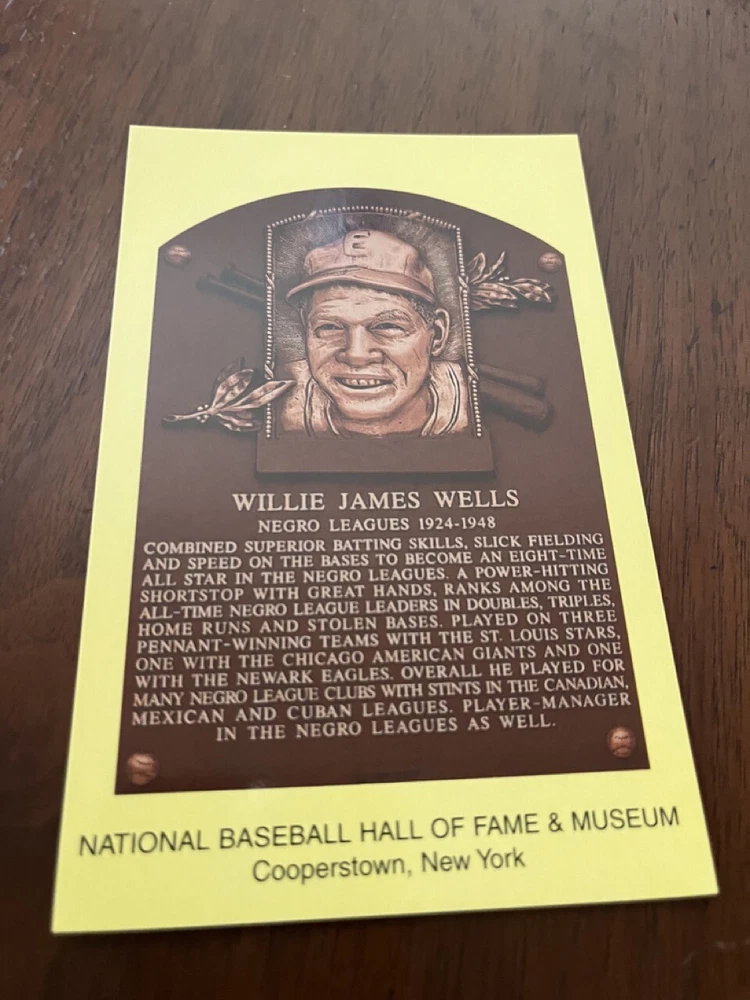 E
WILLIE JAMES WELLS
NEGRO LEAGUES 1924-1948
COMBINED SUPERIOR BATTING SKILLS, SLICK FIELDING
AND SPEED ON THE BASES TO BECOME AN EIGHT-TIME
ALL STAR IN THE NEGRO LEAGUES. A POWER-HITTING
SHORTSTOP WITH GREAT HANDS, RANKS AMONG THE
ALL-TIME NEGRO LEAGUE LEADERS IN DOUBLES, TRIPLES,
HOME RUNS AND STOLEN BASES. PLAYED ON THREE
PENNANT-WINNING TEAMS WITH THE ST. LOUIS STARS,
ONE WITH THE CHICAGO AMERICAN GIANTS AND ONE
WITH THE NEWARK EAGLES. OVERALL HE PLAYED FOR
MANY NEGRO LEAGUE CLUBS WITH STINTS IN THE CANADIAN,
MEXICAN AND CUBAN LEAGUES. PLAYER-MANAGER
IN THE NEGRO LEAGUES AS WELL.
NATIONAL BASEBALL HALL OF FAME & MUSEUM
Cooperstown, New York